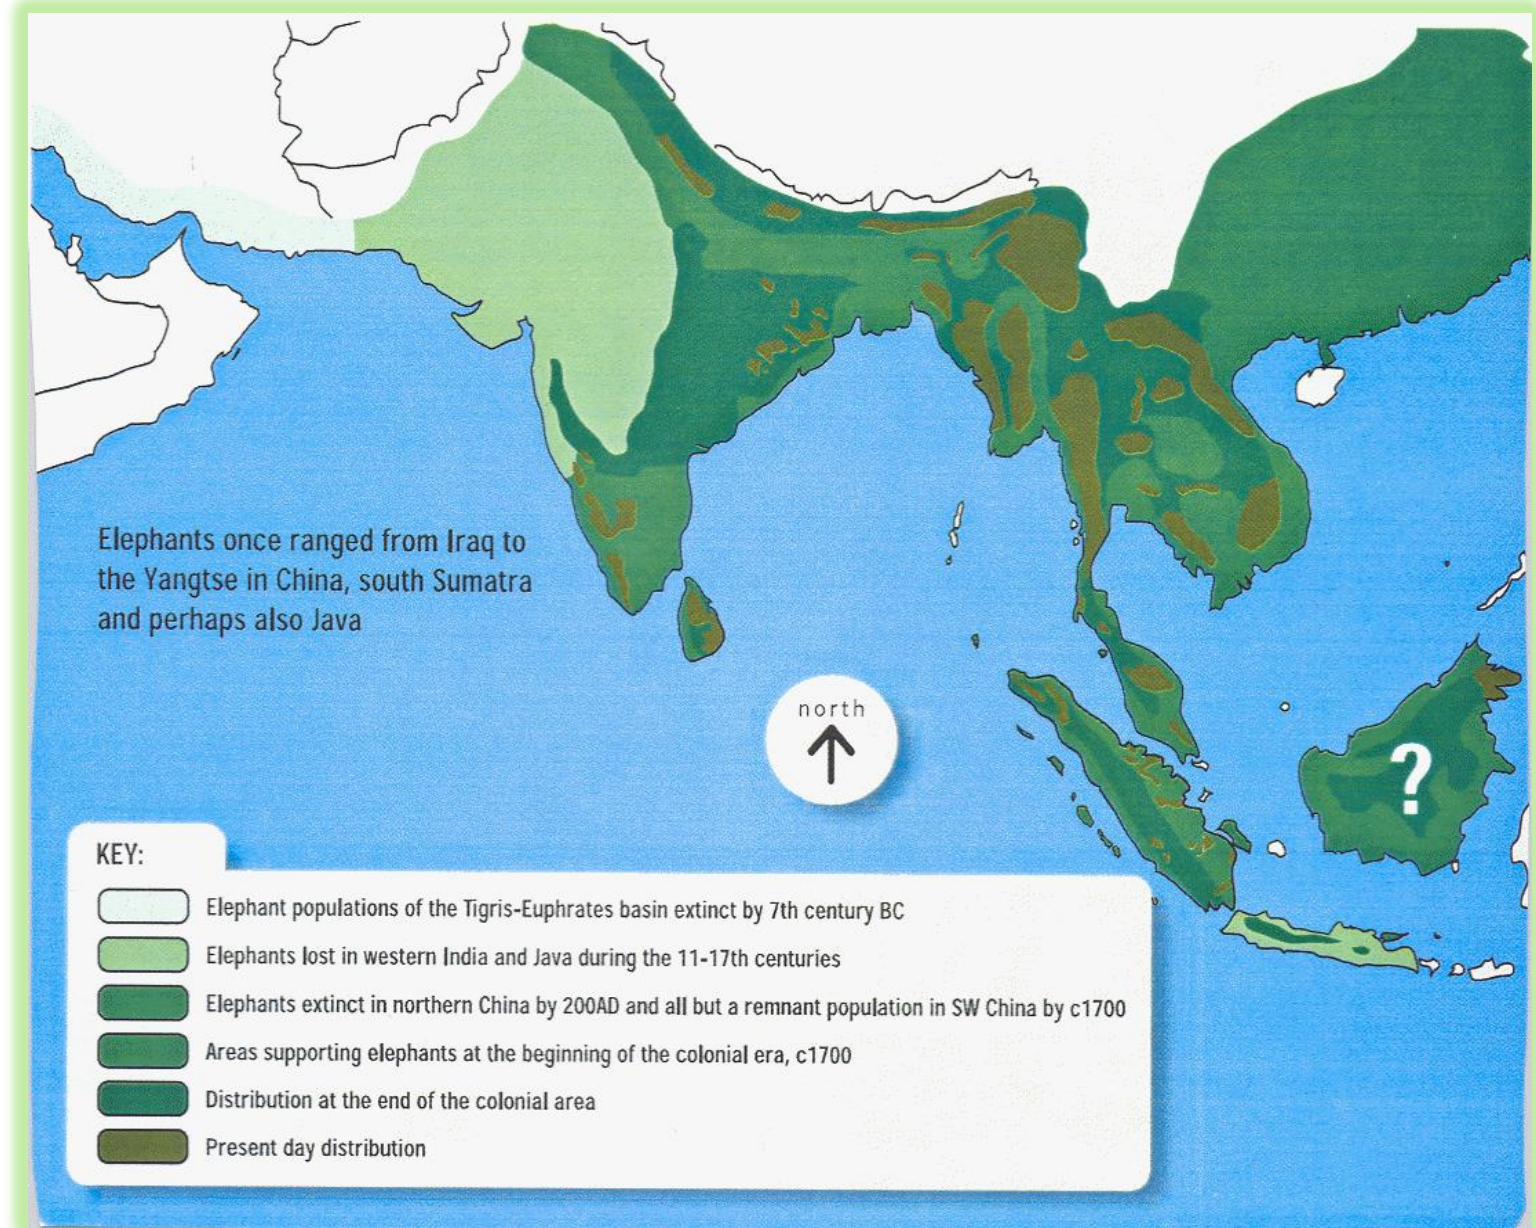 Elephants once ranged from Iraq to
the Yangtse in China, south Sumatra
and perhaps also Java
north
?
KEY:
Elephant populations of the Tigris-Euphrates basin extinct by 7th century BC
Elephants lost in western India and Java during the 11-17th centuries
Elephants extinct in northern China by 200AD and all but a remnant population in SW China by c1700
Areas supporting elephants at the beginning of the colonial era, c1700
Distribution at the end of the colonial area
Present day distribution